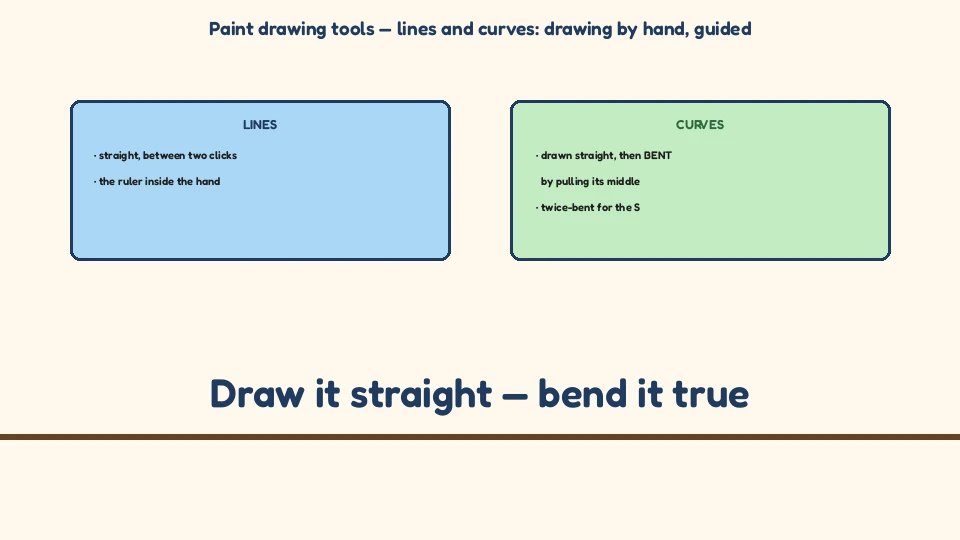 Paint drawing tools — lines and curves: drawing by hand, guided
LINES
· straight, between two clicks
· the ruler inside the hand
CURVES
· drawn straight, then BENT
by pulling its middle
· twice-bent for the S
Draw it straight — bend it true